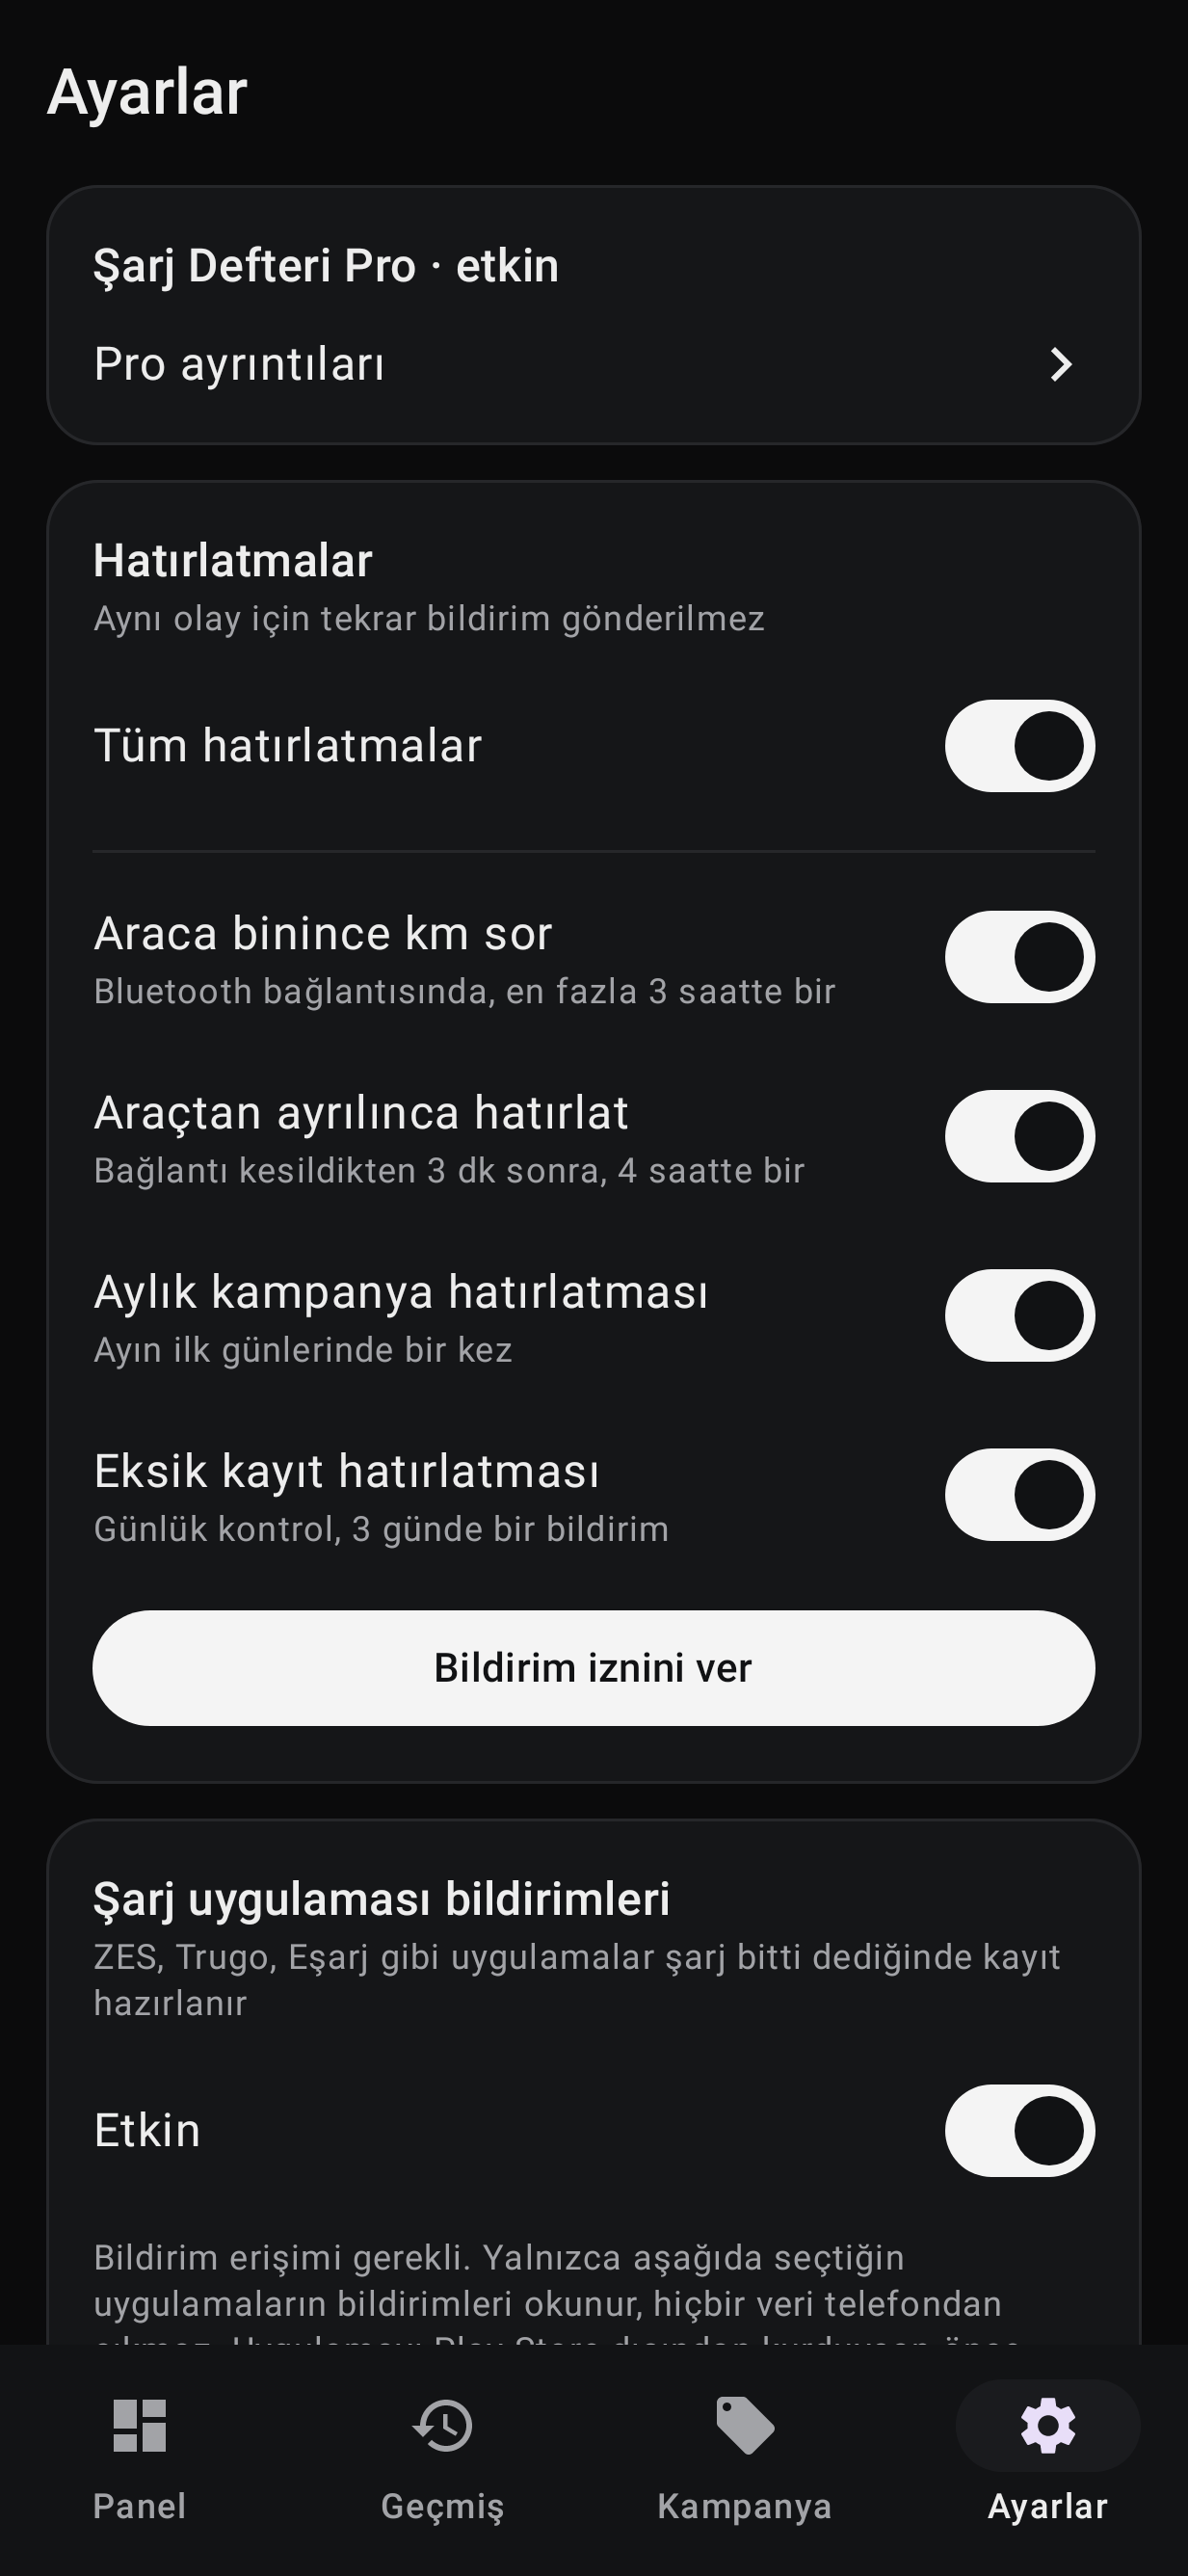 Ayarlar
Şarj Defteri Pro · etkin
Pro ayrıntıları
Hatırlatmalar
Aynı olay için tekrar bildirim gönderilmez
Tüm hatırlatmalar
Araca binince km sor
Bluetooth bağlantısında, en fazla 3 saatte bir
Araçtan ayrılınca hatırlat
Bağlantı kesildikten 3 dk sonra, 4 saatte bir
Aylık kampanya hatırlatması
Ayın ilk günlerinde bir kez
Eksik kayıt hatırlatması
Günlük kontrol, 3 günde bir bildirim
Bildirim iznini ver
Şarj uygulaması bildirimleri
ZES, Trugo, Eşarj gibi uygulamalar şarj bitti dediğinde kayıt
hazırlanır
Etkin
Bildirim erişimi gerekli. Yalnızca aşağıda seçtiğin
uygulamaların bildirimleri okunur, hiçbir veri telefondan
Panel
Geçmiş
Kampanya
Ayarlar